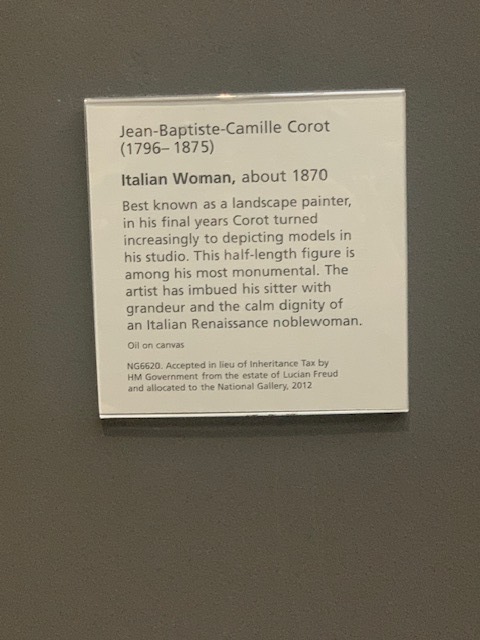 Jean-Baptiste-Camille Corot
(1796–1875)
Italian Woman, about 1870
Best known as a landscape painter,
in his final years Corot turned
increasingly to depicting models in
his studio. This half-length figure is
among his most monumental. The
artist has imbued his sitter with
grandeur and the calm dignity of
an Italian Renaissance noblewoman.
Oil on canvas
NG6620. Accepted in lieu of Inheritance Tax by
HM Government from the estate of Lucian Freud
and allocated to the National Gallery, 2012